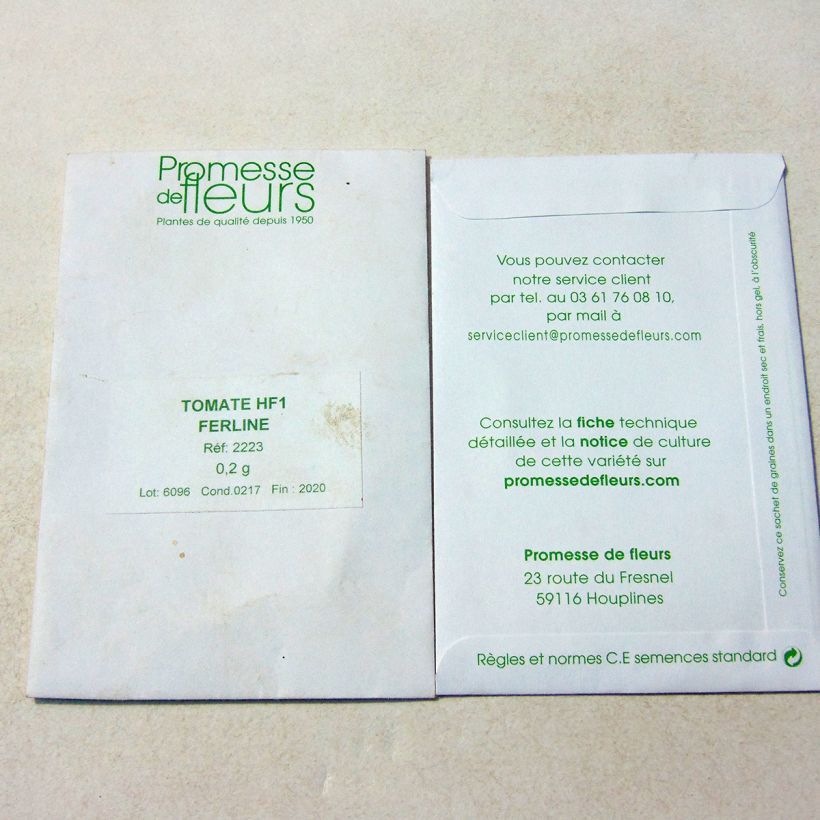 Promesse
de fleurs
Plantes de qualité depuis 1950
TOMATE HF1
FERLINE
Réf: 2223
0,2 g
Lot: 6096 Cond.0217 Fin : 2020
Vous pouvez contacter
notre service client
par tel. au 03 61 76 08 10,
par mail à
serviceclient@promessedefleurs.com
Consultez la fiche technique
détaillée et la notice de culture
de cette variété sur
promessedefleurs.com
Promesse de fleurs
23 route du Fresnel
59116 Houplines
Règles et normes C.E semences standard
Conservez ce sachet de graines dans un endroit sec et frais, hors gel, à l'obscurité